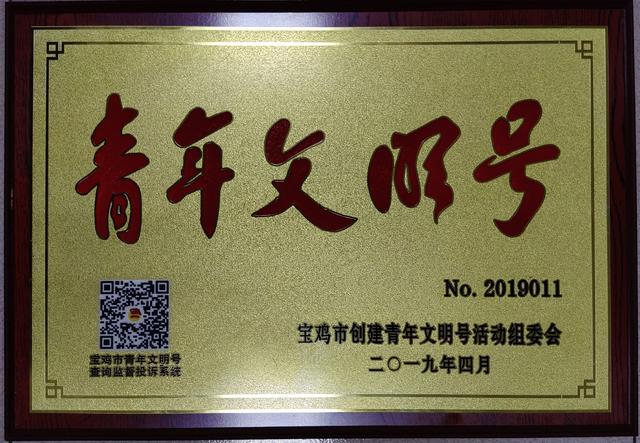 青年文明号
No. 2019011
宝鸡市创建青年文明号活动组委会
二〇一九年四月
宝鸡市青年文明号
查询监督投诉系统